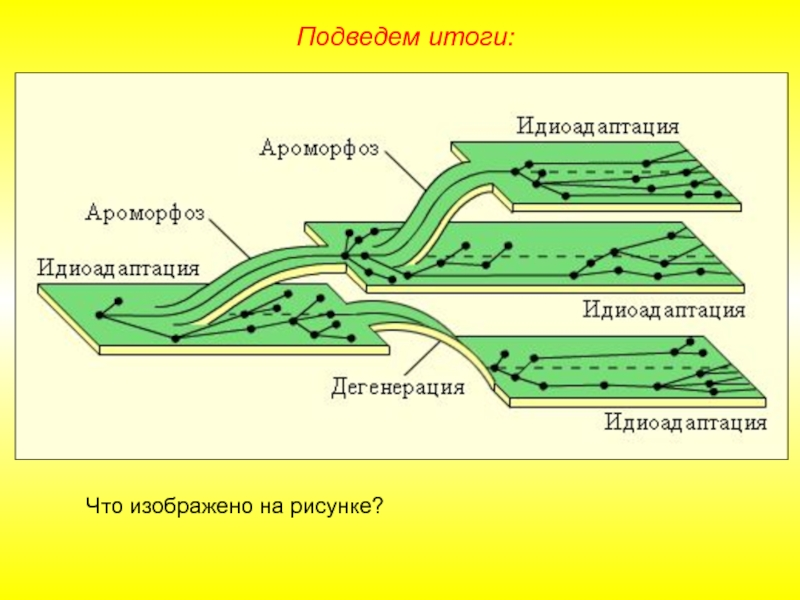 Подведем итоги:
Идиоадаптация
Ароморфоз
Ароморфоз
Идиоадаптация
Идиоадаптация
Дегенерация
Идиоадаптация
Что изображено на рисунке?